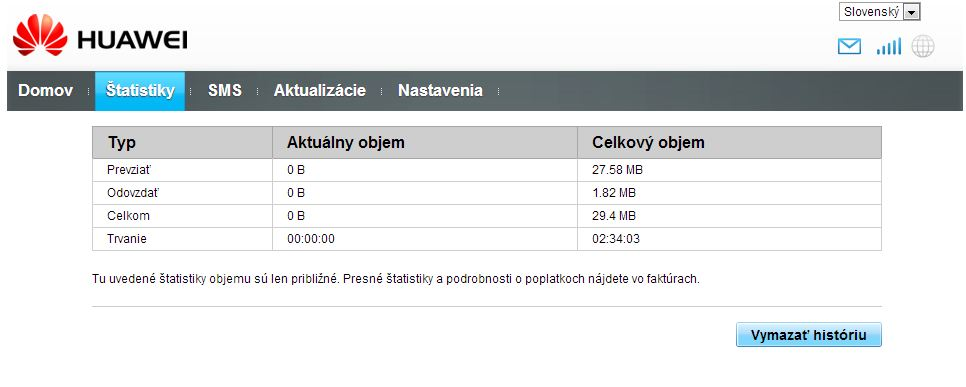 Slovenský
HUAWEI
Domov Štatistiky SMS Aktualizácie Nastavenia
Typ Aktuálny objem Celkový objem
Prevziať 0 B 27.58 MB
Odovzdať 0 B 1.82 MB
Celkom 0 B 29.4 MB
Trvanie 00:00:00 02:34:03
Tu uvedené štatistiky objemu sú len približné. Presné štatistiky a podrobnosti o poplatkoch nájdete vo faktúrach.
Vymazať históriu